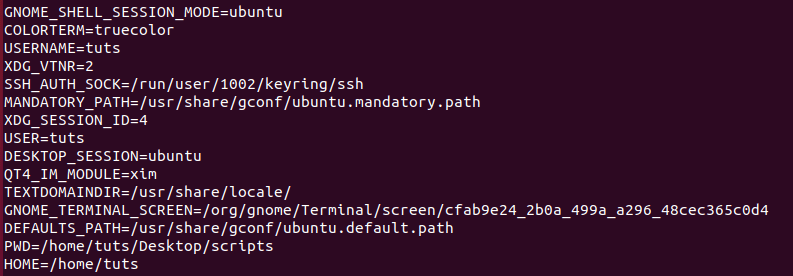 GNOME_SHELL_SESSION_MODE=ubuntu
COLORTERM=truecolor
USERNAME=tuts
XDG_VTNR=2
SSH_AUTH_SOCK=/run/user/1002/keyring/ssh
MANDATORY_PATH=/usr/share/gconf/ubuntu.mandatory.path
XDG_SESSION_ID=4
USER=tuts
DESKTOP_SESSION=ubuntu
QT4_IM_MODULE=xim
TEXTDOMAINDIR=/usr/share/locale/
GNOME_TERMINAL_SCREEN=/org/gnome/Terminal/screen/cfab9e24_2b0a_499a_a296_48cec365c0d4
DEFAULTS_PATH=/usr/share/gconf/ubuntu.default.path
PWD=/home/tuts/Desktop/scripts
HOME=/home/tuts